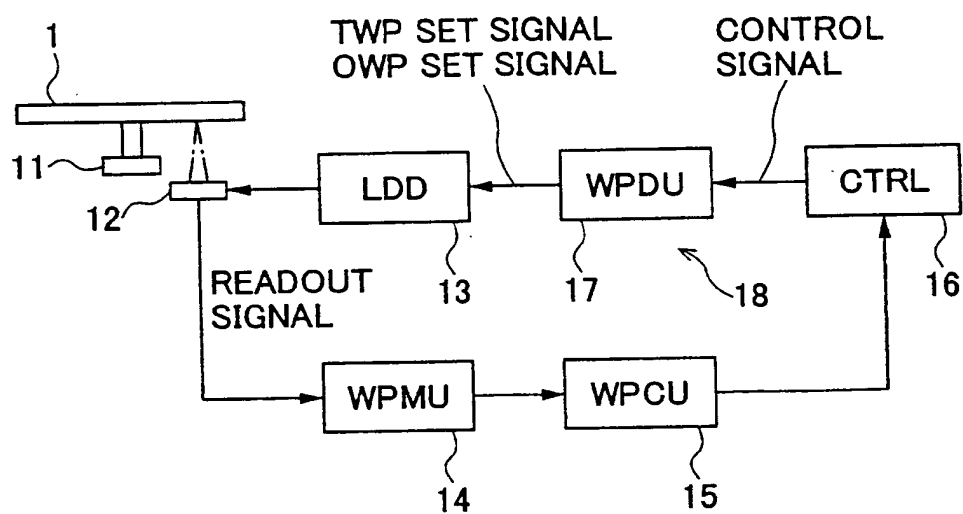 TWP SET SIGNAL
OWP SET SIGNAL
CONTROL
SIGNAL
1
11
12
LDD
WPDU
CTRL
13
17
18
16
READOUT
SIGNAL
WPMU
WPCU
14
15